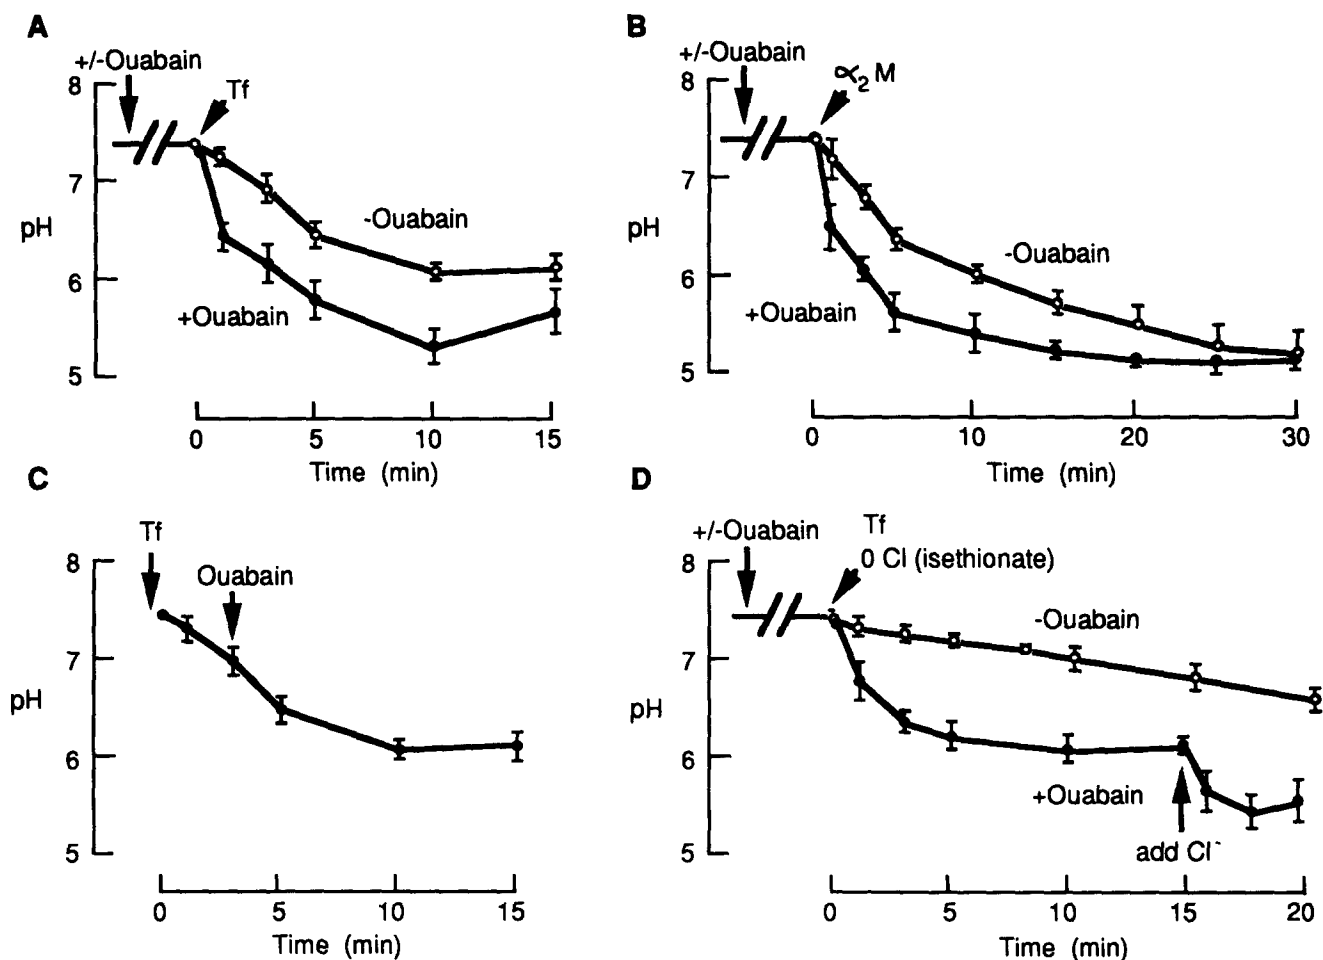 A
+/-Ouabain
Tf
8
7
pH
6
5
-Ouabain
+Ouabain
0 5 10 15
Time (min)
B
+/-Ouabain
α₂ M
8
7
pH
6
5
-Ouabain
+Ouabain
0 10 20 30
Time (min)
C
Tf
Ouabain
8
7
pH
6
5
0 5 10 15
Time (min)
D
+/-Ouabain
Tf
0 Cl (isethionate)
8
7
pH
6
5
-Ouabain
+Ouabain
add Cl⁻
0 5 10 15 20
Time (min)